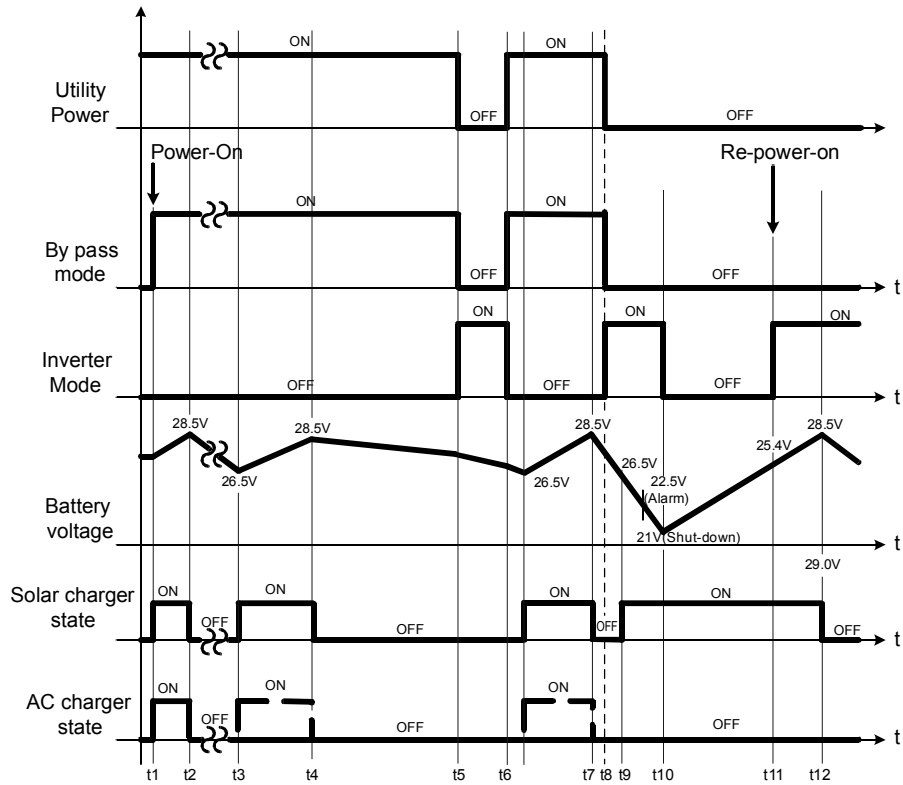 ON
ON
Utility
Power
OFF
OFF
Power-On
Re-power-on
ON
ON
By pass
mode
OFF
OFF
t
ON
ON
ON
Inverter
Mode
OFF
OFF
OFF
t
28.5V
28.5V
28.5V
28.5V
26.5V
26.5V
26.5V
25.4V
22.5V
(Alarm)
Battery
voltage
21V(Shut-down)
t
29.0V
Solar charger
state
ON
OFF
ON
OFF
ON
OFF
ON
OFF
t
AC charger
state
ON
OFF
ON
OFF
ON
OFF
t
t1 t2 t3 t4 t5 t6 t7 t8 t9 t10 t11 t12